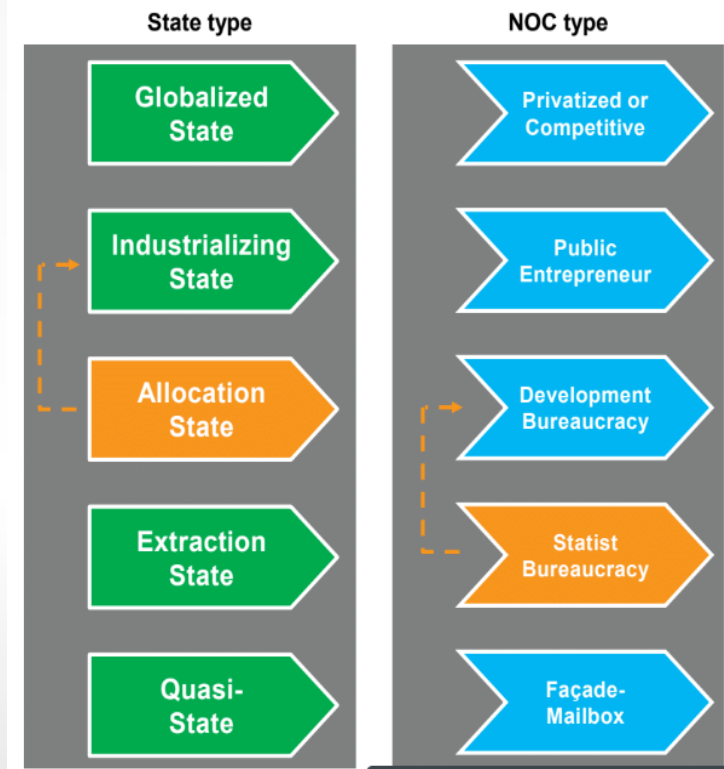 State type
NOC type
Globalized
State
Privatized or
Competitive
Industrializing
State
Public
Entrepreneur
Allocation
State
Development
Bureaucracy
Extraction
State
Statist
Bureaucracy
Quasi-
State
Façade-
Mailbox